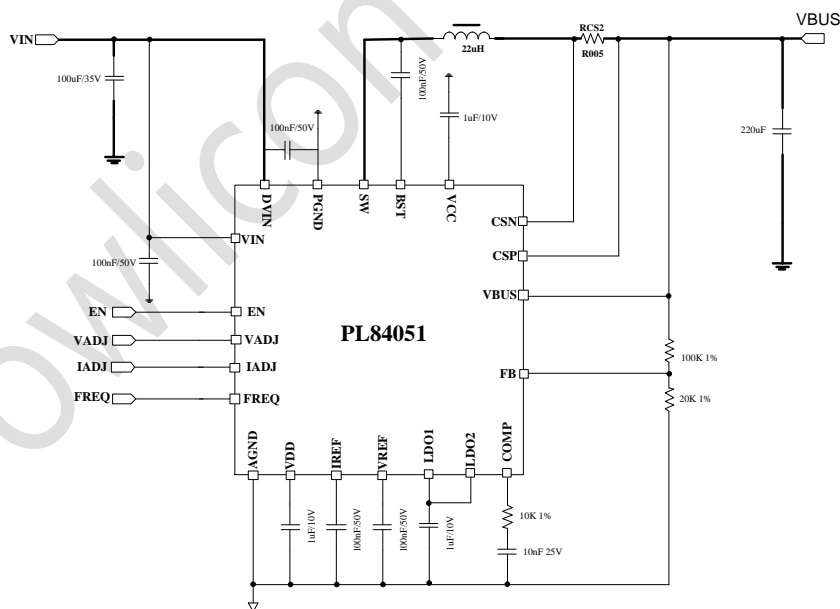 VBUS
VIN
RCS2
22uH
R005
100uF/35V
100nF/50V
1uF/10V
100nF/50V
220uF
DVIN
PGND
SW
BST
VCC
CSN
VIN
CSP
100nF/50V
VBUS
EN
EN
PL84051
VADJ
VADJ
100K 1%
IADJ
IADJ
FB
FREQ
FREQ
20K 1%
AGND
VDD
IREF
VREF
LDO1
LDO2
COMP
1uF/10V
100nF/50V
100nF/50V
1uF/10V
10K 1%
10nF 25V
owlicon